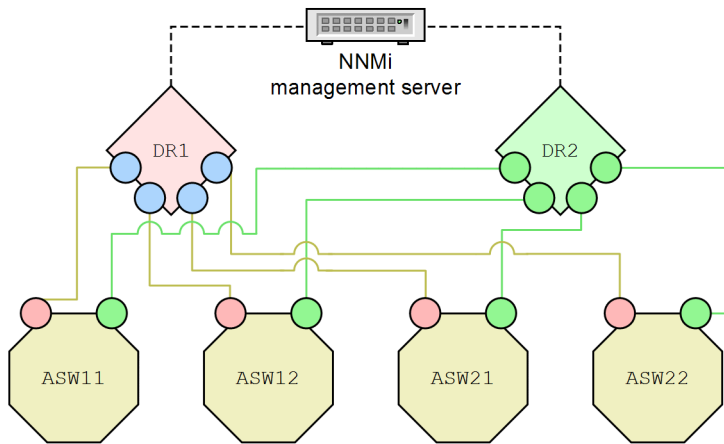 NNMi
management server
DR1
DR2
ASW11
ASW12
ASW21
ASW22